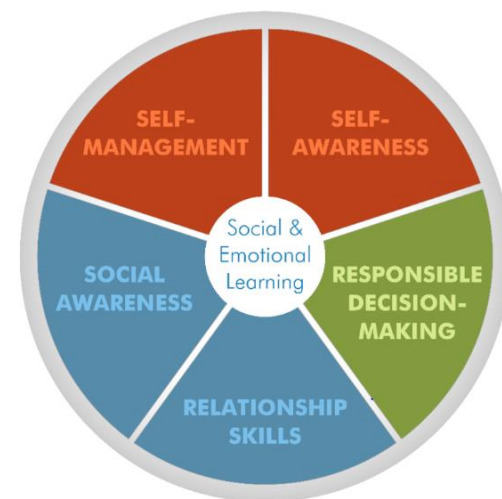 SELF-
MANAGEMENT
SELF-
AWARENESS
Social &
Emotional
Learning
SOCIAL
AWARENESS
RESPONSIBLE
DECISION-
MAKING
RELATIONSHIP
SKILLS